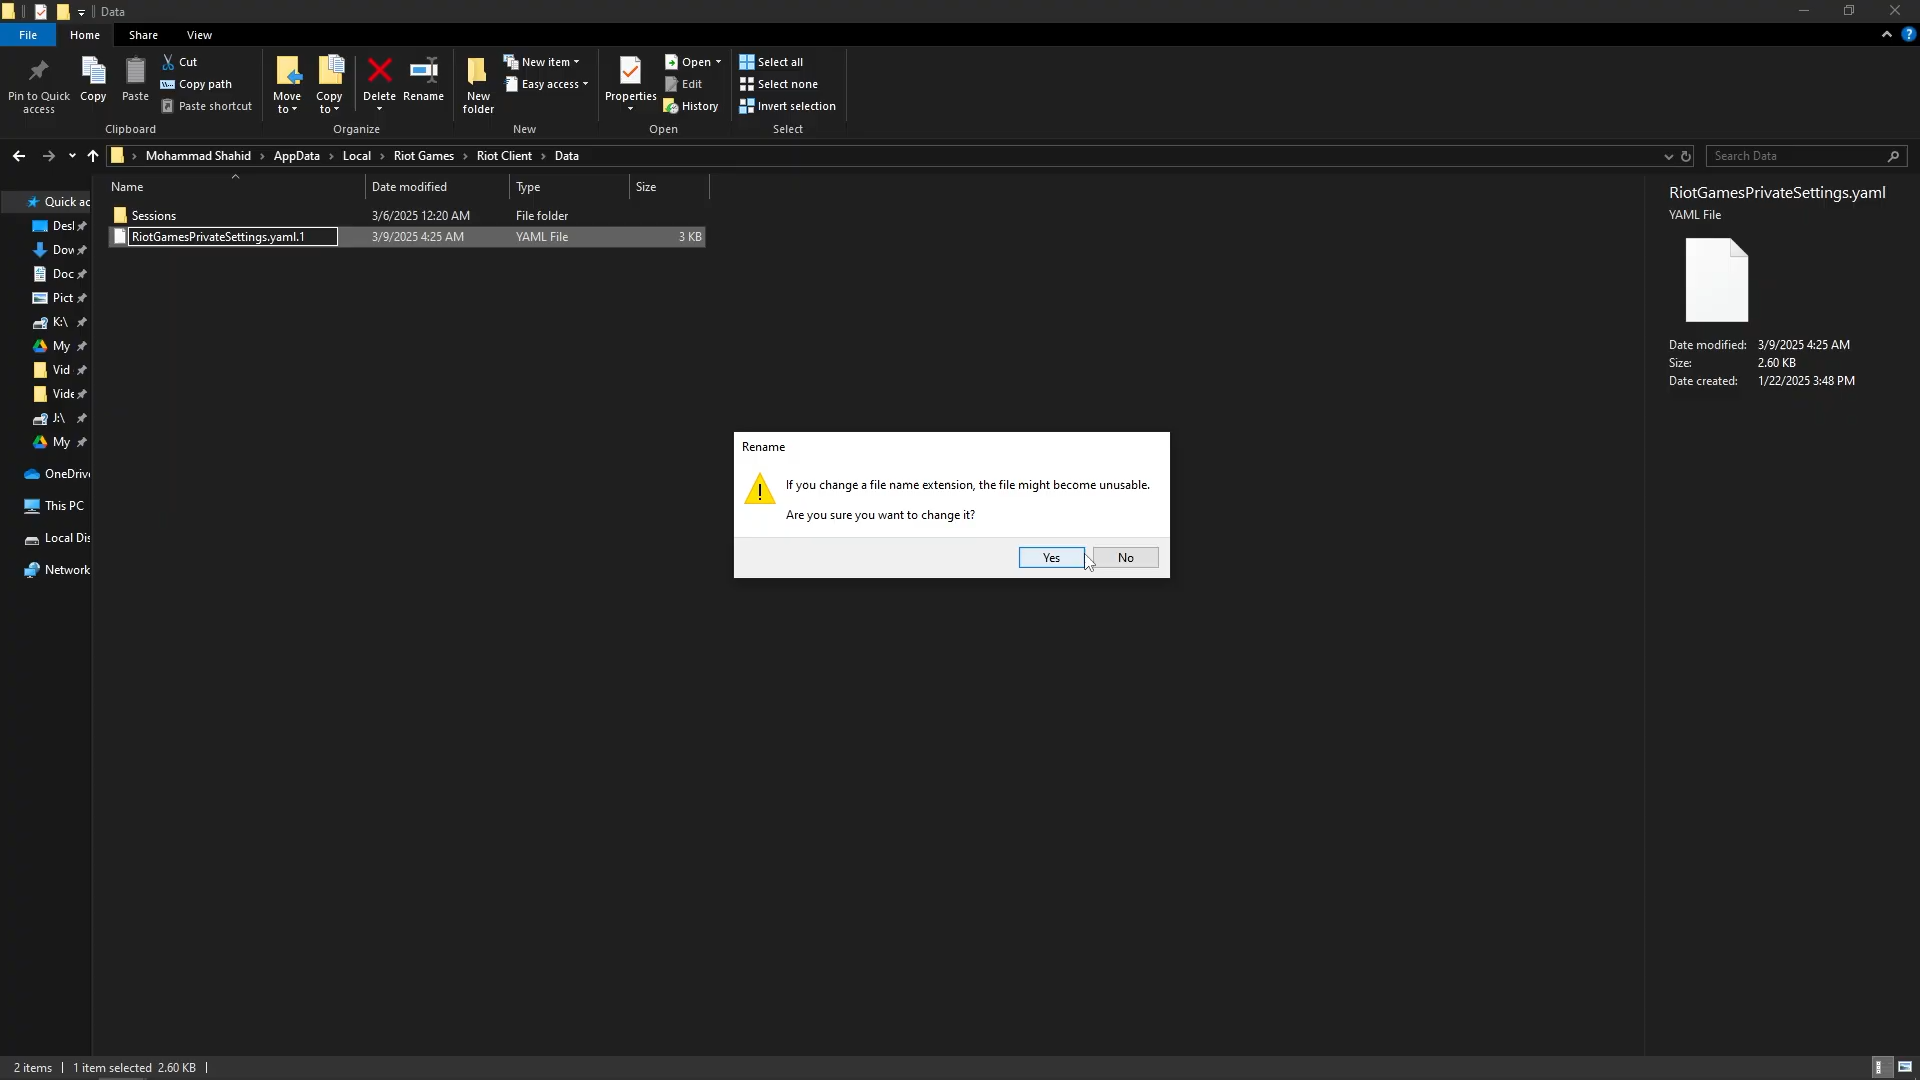 Data
File
Home
Share
View
Pin to Quick
access
Copy
Paste
Cut
Copy path
Paste shortcut
Clipboard
Move
to
Copy
to
Delete
Rename
Organize
New
folder
New item
Easy access
New
Properties
Open
Edit
History
Open
Select all
Select none
Invert selection
Select
Mohammad Shahid
AppData
Local
Riot Games
Riot Client
Data
Search Data
Name
Date modified
Type
Size
Sessions
3/6/2025 12:20 AM
File folder
RiotGamesPrivateSettings.yaml.1
3/9/2025 4:25 AM
YAML File
3 KB
Quick ac
Desl
Dow
Doc
Pict
K:\
My
Vid
Vide
J:\
My
OneDrive
This PC
Local Dis
Network
RiotGamesPrivateSettings.yaml
YAML File
Date modified: 3/9/2025 4:25 AM
Size: 2.60 KB
Date created: 1/22/2025 3:48 PM
Rename
If you change a file name extension, the file might become unusable.
Are you sure you want to change it?
Yes
No
2 items
1 item selected 2.60 KB